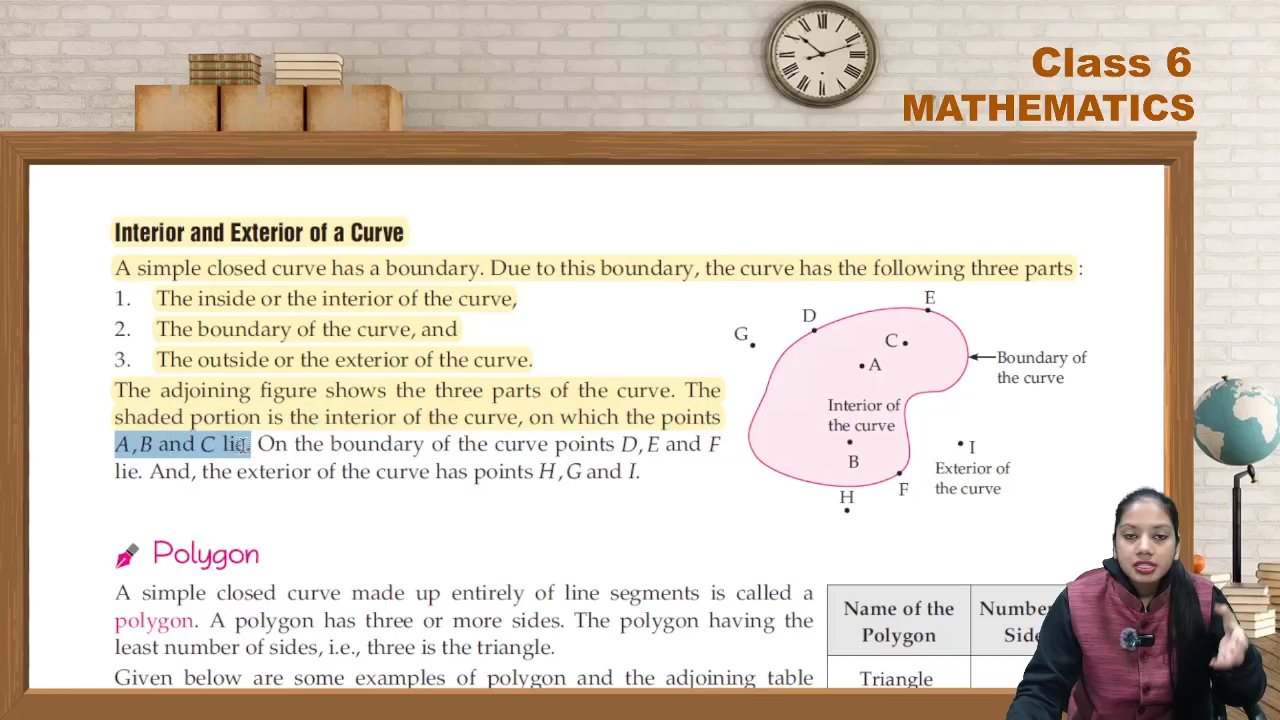 Class 6
MATHEMATICS
Interior and Exterior of a Curve
A simple closed curve has a boundary. Due to this boundary, the curve has the following three parts :
1. The inside or the interior of the curve,
2. The boundary of the curve, and
3. The outside or the exterior of the curve.
The adjoining figure shows the three parts of the curve. The
shaded portion is the interior of the curve, on which the points
A, B and C lie. On the boundary of the curve points D, E and F
lie. And, the exterior of the curve has points H, G and I.
E
D
G
C
A
Boundary of
the curve
Interior of
the curve
B
I
Exterior of
the curve
F
H
Polygon
A simple closed curve made up entirely of line segments is called a
polygon. A polygon has three or more sides. The polygon having the
least number of sides, i.e., three is the triangle.
Given below are some examples of polygon and the adjoining table
Name of the
Polygon
Number
Triangle